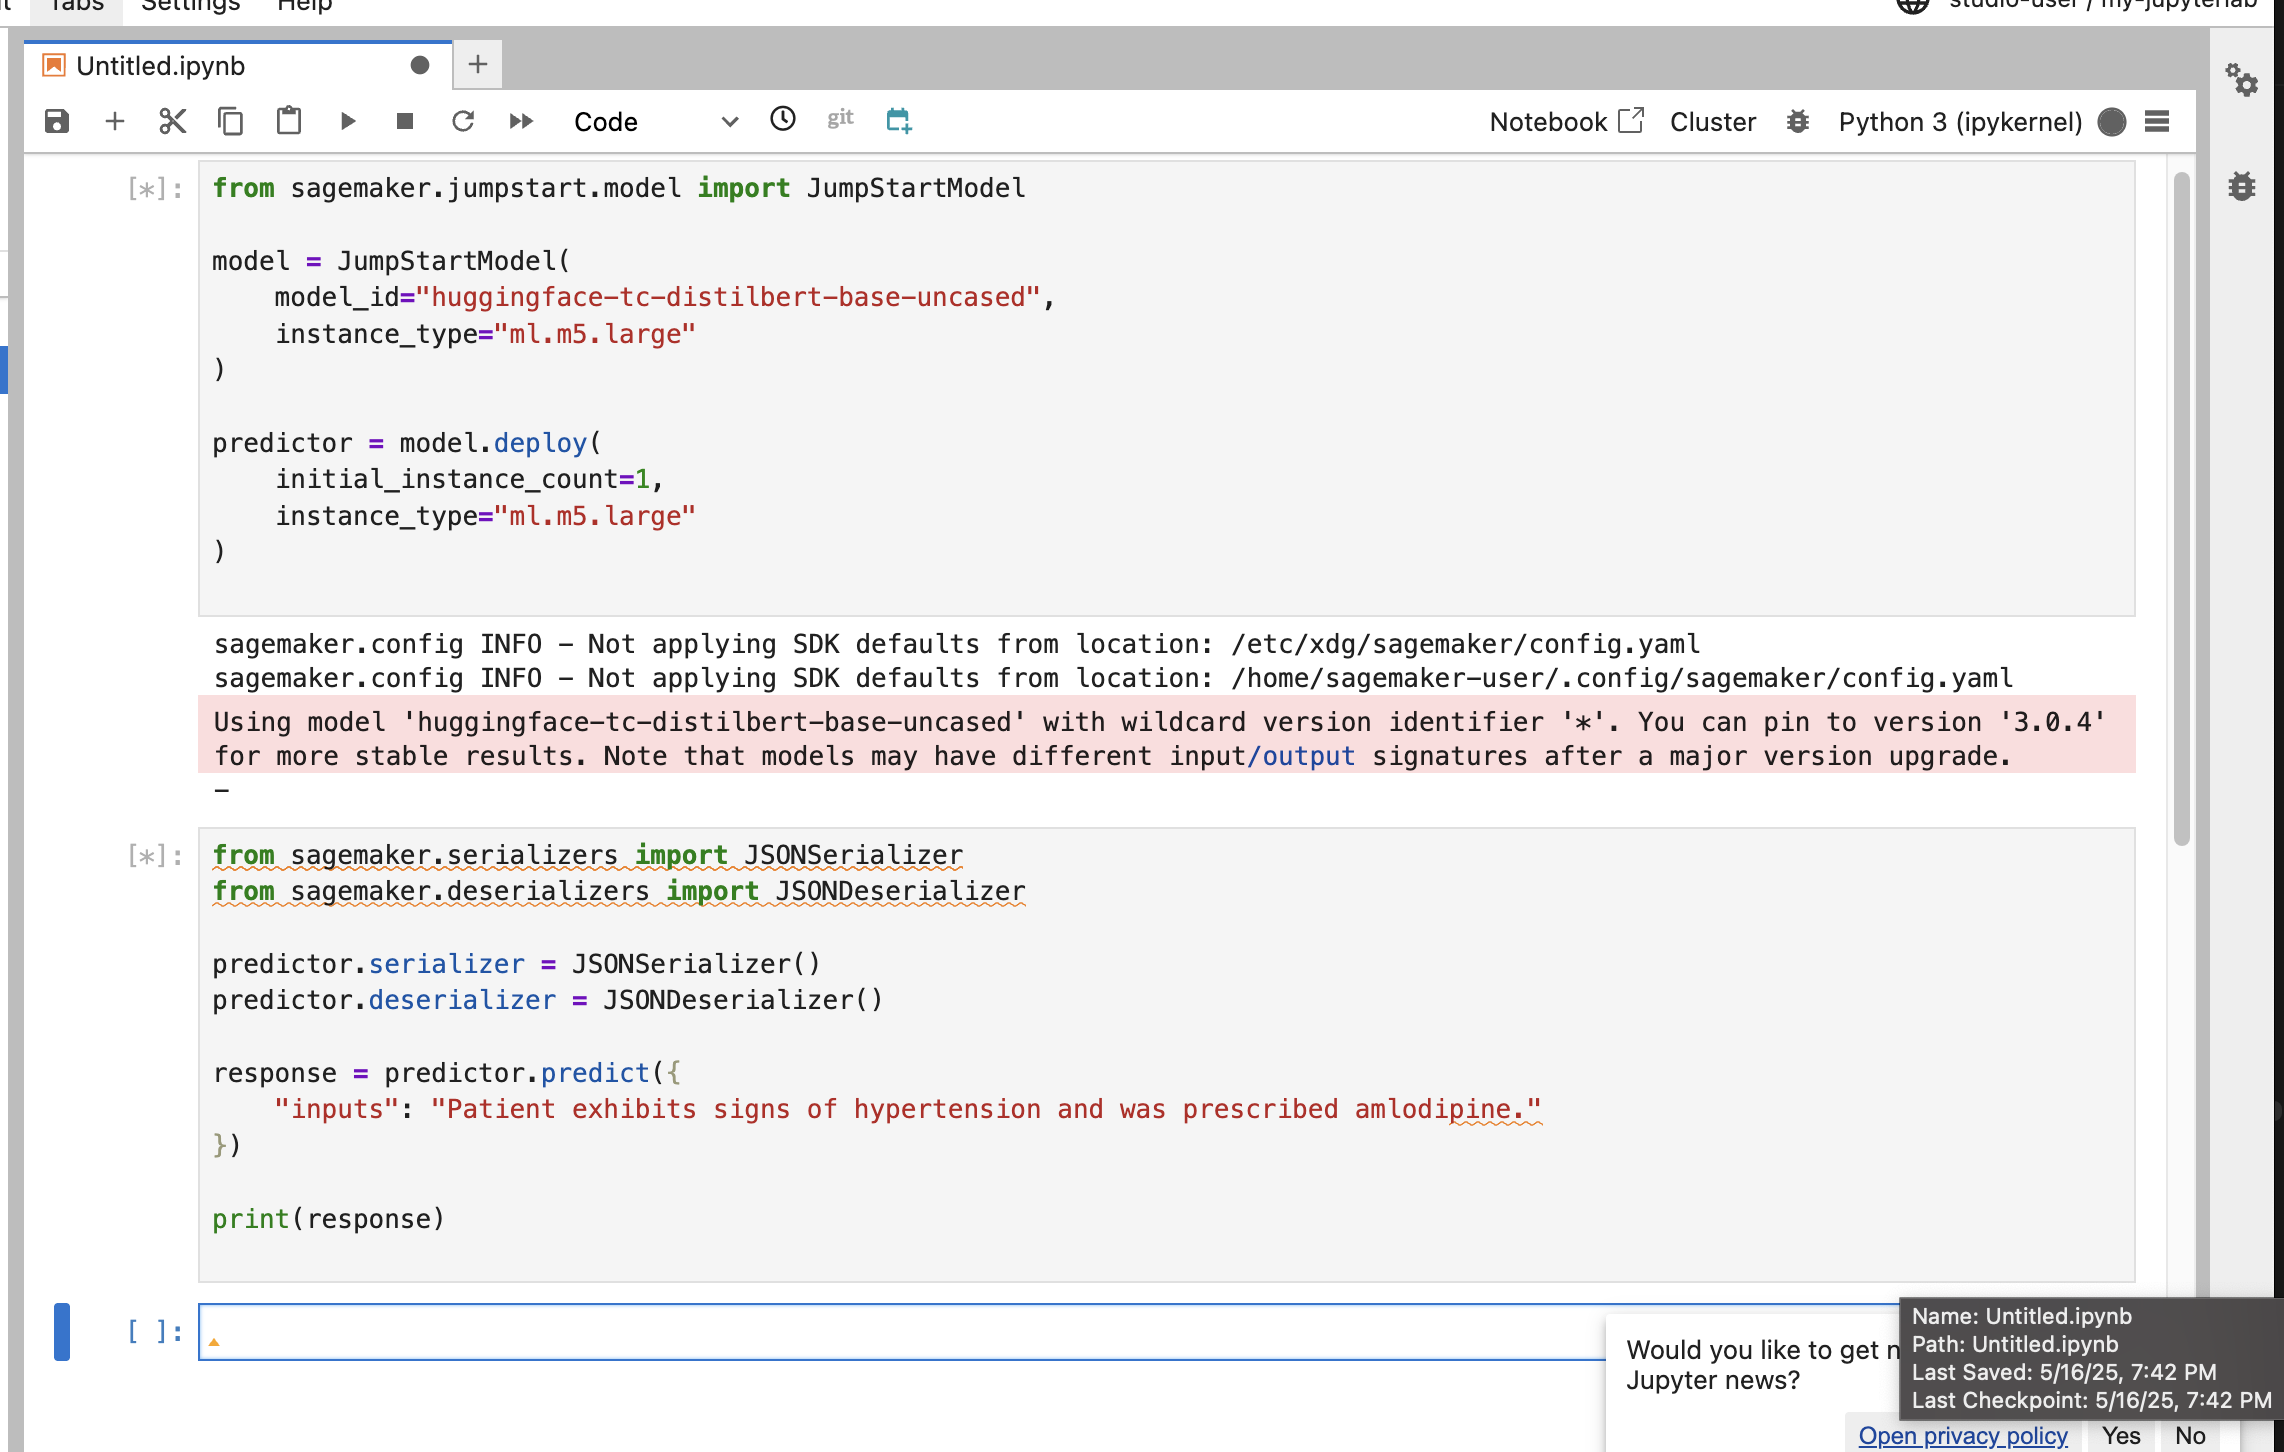 Tabs Settings Help
studio-user / my-jupyterlab
Untitled.ipynb
Code
git
Notebook
Cluster
Python 3 (ipykernel)
[*]:
from sagemaker.jumpstart.model import JumpStartModel
model = JumpStartModel(
model_id="huggingface-tc-distilbert-base-uncased",
instance_type="ml.m5.large"
)
predictor = model.deploy(
initial_instance_count=1,
instance_type="ml.m5.large"
)
sagemaker.config INFO - Not applying SDK defaults from location: /etc/xdg/sagemaker/config.yaml
sagemaker.config INFO - Not applying SDK defaults from location: /home/sagemaker-user/.config/sagemaker/config.yaml
Using model 'huggingface-tc-distilbert-base-uncased' with wildcard version identifier '*'. You can pin to version '3.0.4'
for more stable results. Note that models may have different input/output signatures after a major version upgrade.
-
[*]:
from sagemaker.serializers import JSONSerializer
from sagemaker.deserializers import JSONDeserializer
predictor.serializer = JSONSerializer()
predictor.deserializer = JSONDeserializer()
response = predictor.predict({
"inputs": "Patient exhibits signs of hypertension and was prescribed amlodipine."
})
print(response)
[ ]:
Would you like to get
Jupyter news?
Open privacy policy
Yes
No
Name: Untitled.ipynb
Path: Untitled.ipynb
Last Saved: 5/16/25, 7:42 PM
Last Checkpoint: 5/16/25, 7:42 PM